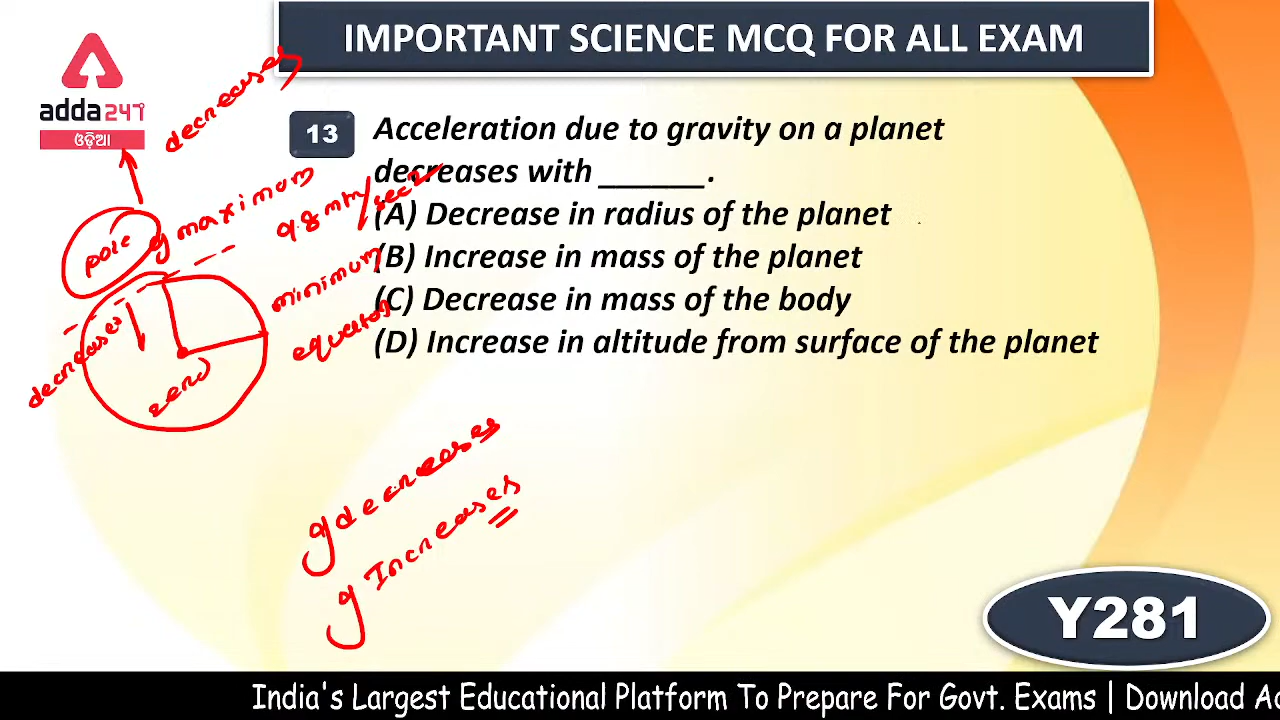 IMPORTANT SCIENCE MCQ FOR ALL EXAM
adda247
ଓଡ଼ିଆ
13
Acceleration due to gravity on a planet
decreases with ______.
(A) Decrease in radius of the planet
(B) Increase in mass of the planet
(C) Decrease in mass of the body
(D) Increase in altitude from surface of the planet
decreases
pole
g maximum
9.8 mtr/sec2
minimum
equator
decreases
zero
g decreases
g Increases
Y281
India's Largest Educational Platform To Prepare For Govt. Exams | Download